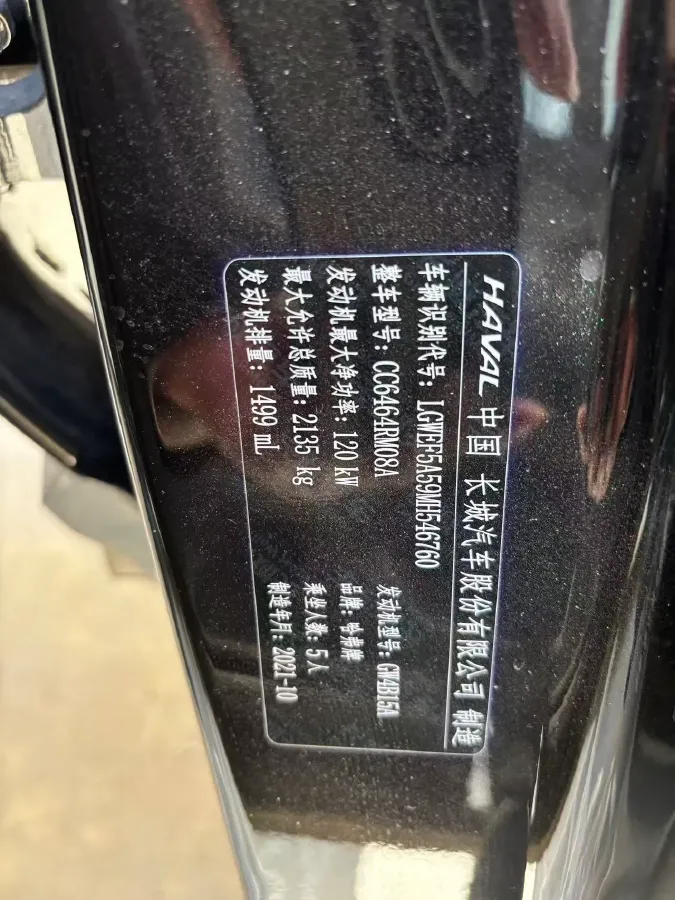 HAVAL 中国 长城汽车股份有限公司 制造
车辆识别代号: LGWEF5A59MH546760
整车型号: CC6464RM08A 发动机型号: GW4B15A
发动机最大净功率: 120 kW 品牌: 哈弗牌
最大允许总质量: 2135 kg 乘坐人数: 5人
发动机排量: 1499 mL 制造年月: 2021-10